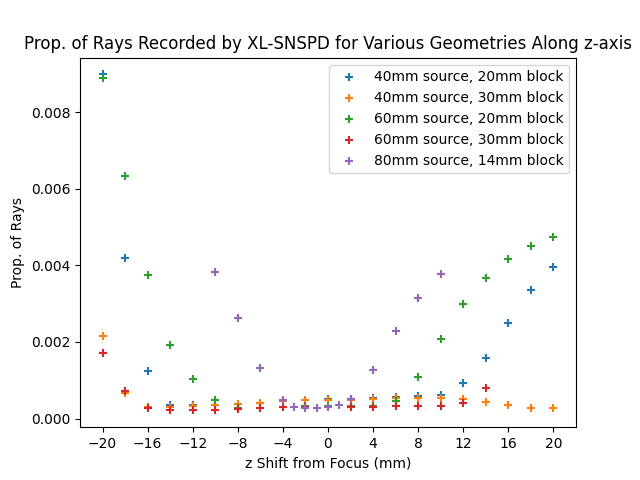 Prop. of Rays Recorded by XL-SNSPD for Various Geometries Along z-axis
40mm source, 20mm block
40mm source, 30mm block
60mm source, 20mm block
60mm source, 30mm block
80mm source, 14mm block
Prop. of Rays
0.008
0.006
0.004
0.002
0.000
−20 −16 −12 −8 −4 0 4 8 12 16 20
z Shift from Focus (mm)